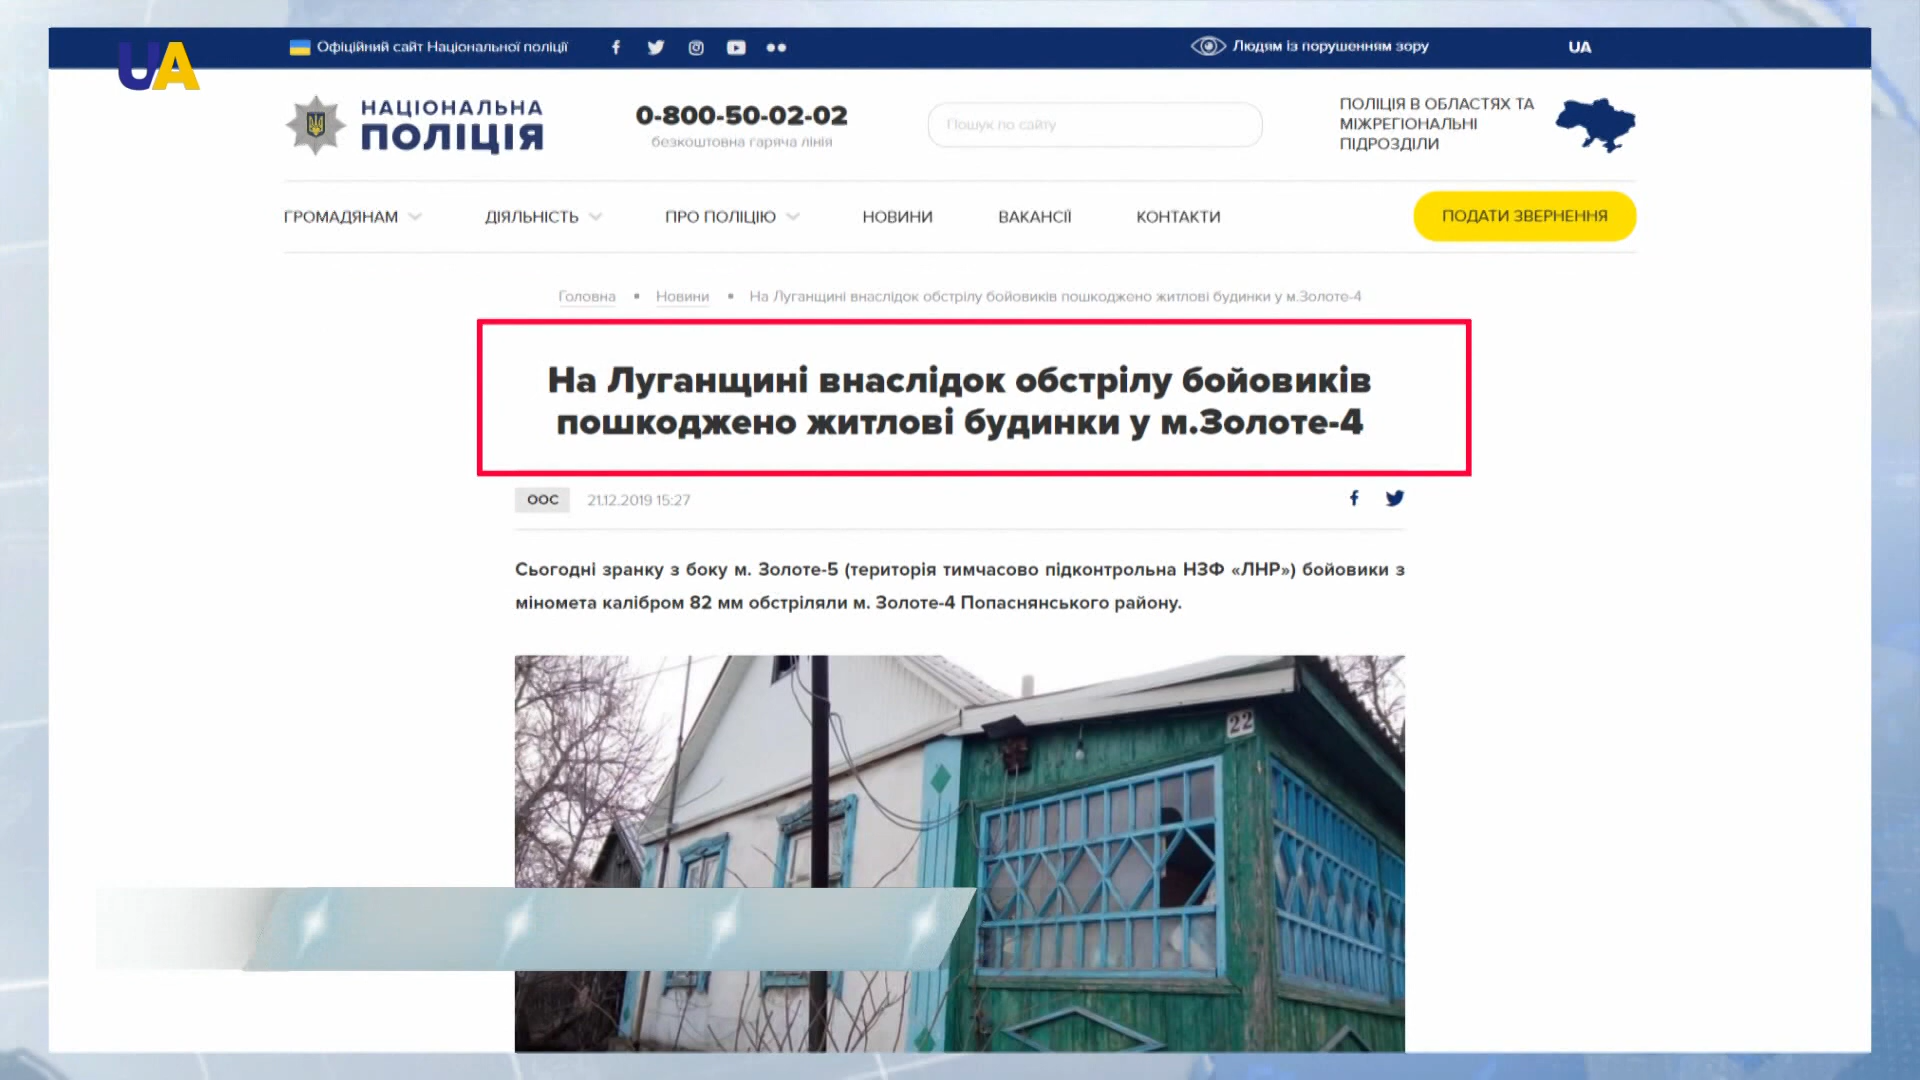 UA
Офіційний сайт Національної поліції
Людям із порушенням зору
UA
НАЦІОНАЛЬНА
ПОЛІЦІЯ
0-800-50-02-02
безкоштовна гаряча лінія
Пошук по сайту
ПОЛІЦІЯ В ОБЛАСТЯХ ТА
МІЖРЕГІОНАЛЬНІ
ПІДРОЗДІЛИ
ГРОМАДЯНАМ
ДІЯЛЬНІСТЬ
ПРО ПОЛІЦІЮ
НОВИНИ
ВАКАНСІЇ
КОНТАКТИ
ПОДАТИ ЗВЕРНЕННЯ
Головна ▪ Новини ▪ На Луганщині внаслідок обстрілу бойовиків пошкоджено житлові будинки у м.Золоте-4
На Луганщині внаслідок обстрілу бойовиків
пошкоджено житлові будинки у м.Золоте-4
ООС 21.12.2019 15:27
Сьогодні зранку з боку м. Золоте-5 (територія тимчасово підконтрольна НЗФ «ЛНР») бойовики з
міномета калібром 82 мм обстріляли м. Золоте-4 Попаснянського району.
22